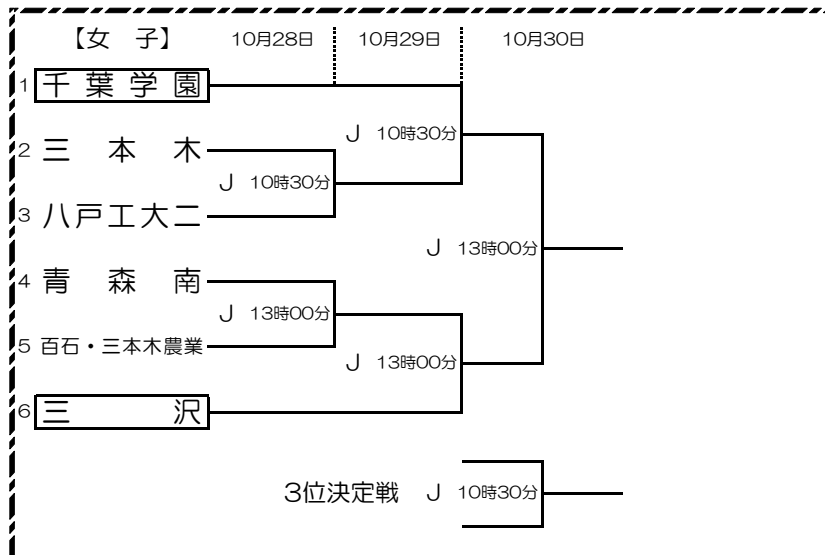 【女　子】　10月28日　10月29日　10月30日
1 千葉学園
J 10時30分
2 三　本　木
J 10時30分
3 八戸工大二
J 13時00分
4 青　森　南
J 13時00分
5 百石・三本木農業
J 13時00分
6 三　　　沢
3位決定戦　J 10時30分